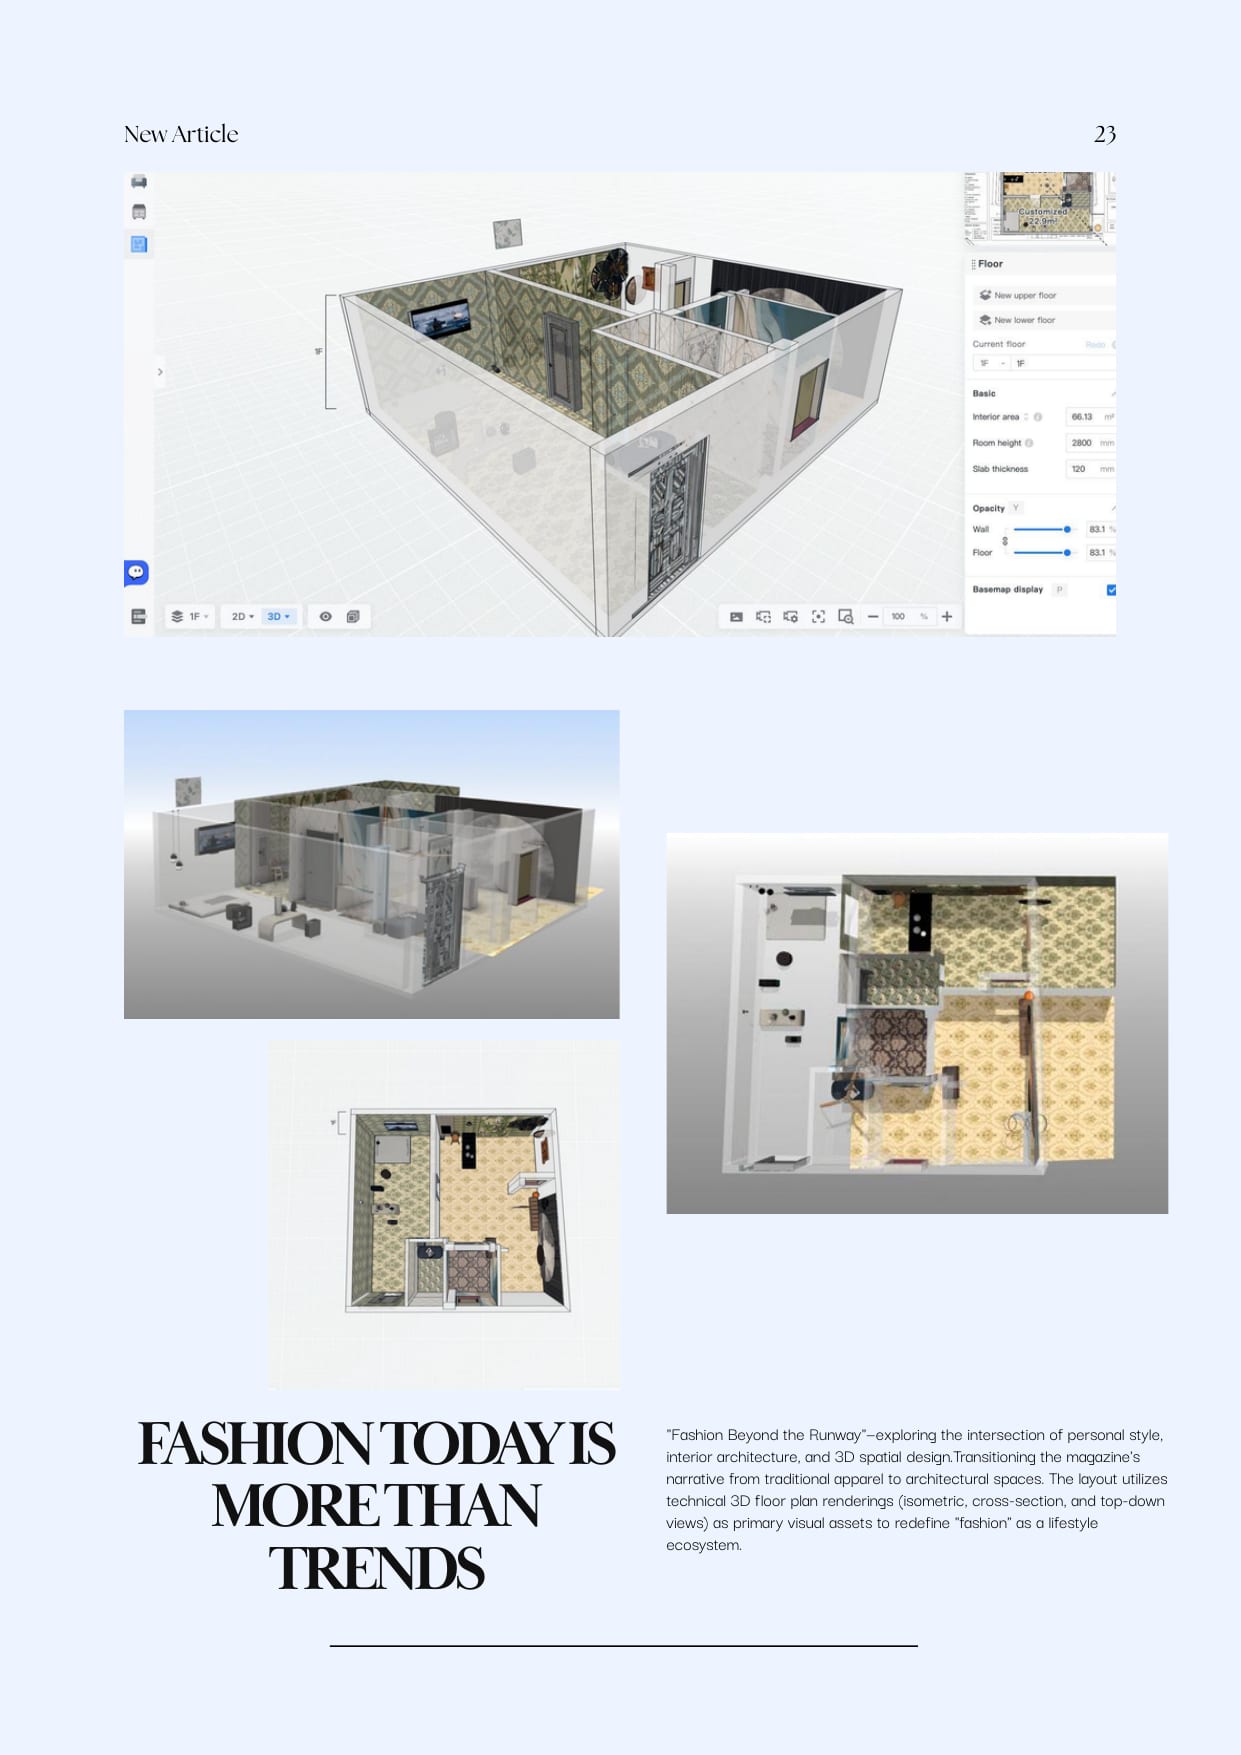 New Article
23
Customized
22.9m²
Floor
New upper floor
New lower floor
Current floor
Redo
1F - 1F
Basic
Interior area
66.13 m²
Room height
2800 mm
Slab thickness
120 mm
Opacity Y
Wall
83.1 %
Floor
83.1 %
Basemap display P
1F
1F
2D
3D
100 %
FASHION TODAY IS
MORE THAN
TRENDS
"Fashion Beyond the Runway"—exploring the intersection of personal style,
interior architecture, and 3D spatial design.Transitioning the magazine's
narrative from traditional apparel to architectural spaces. The layout utilizes
technical 3D floor plan renderings (isometric, cross-section, and top-down
views) as primary visual assets to redefine "fashion" as a lifestyle
ecosystem.